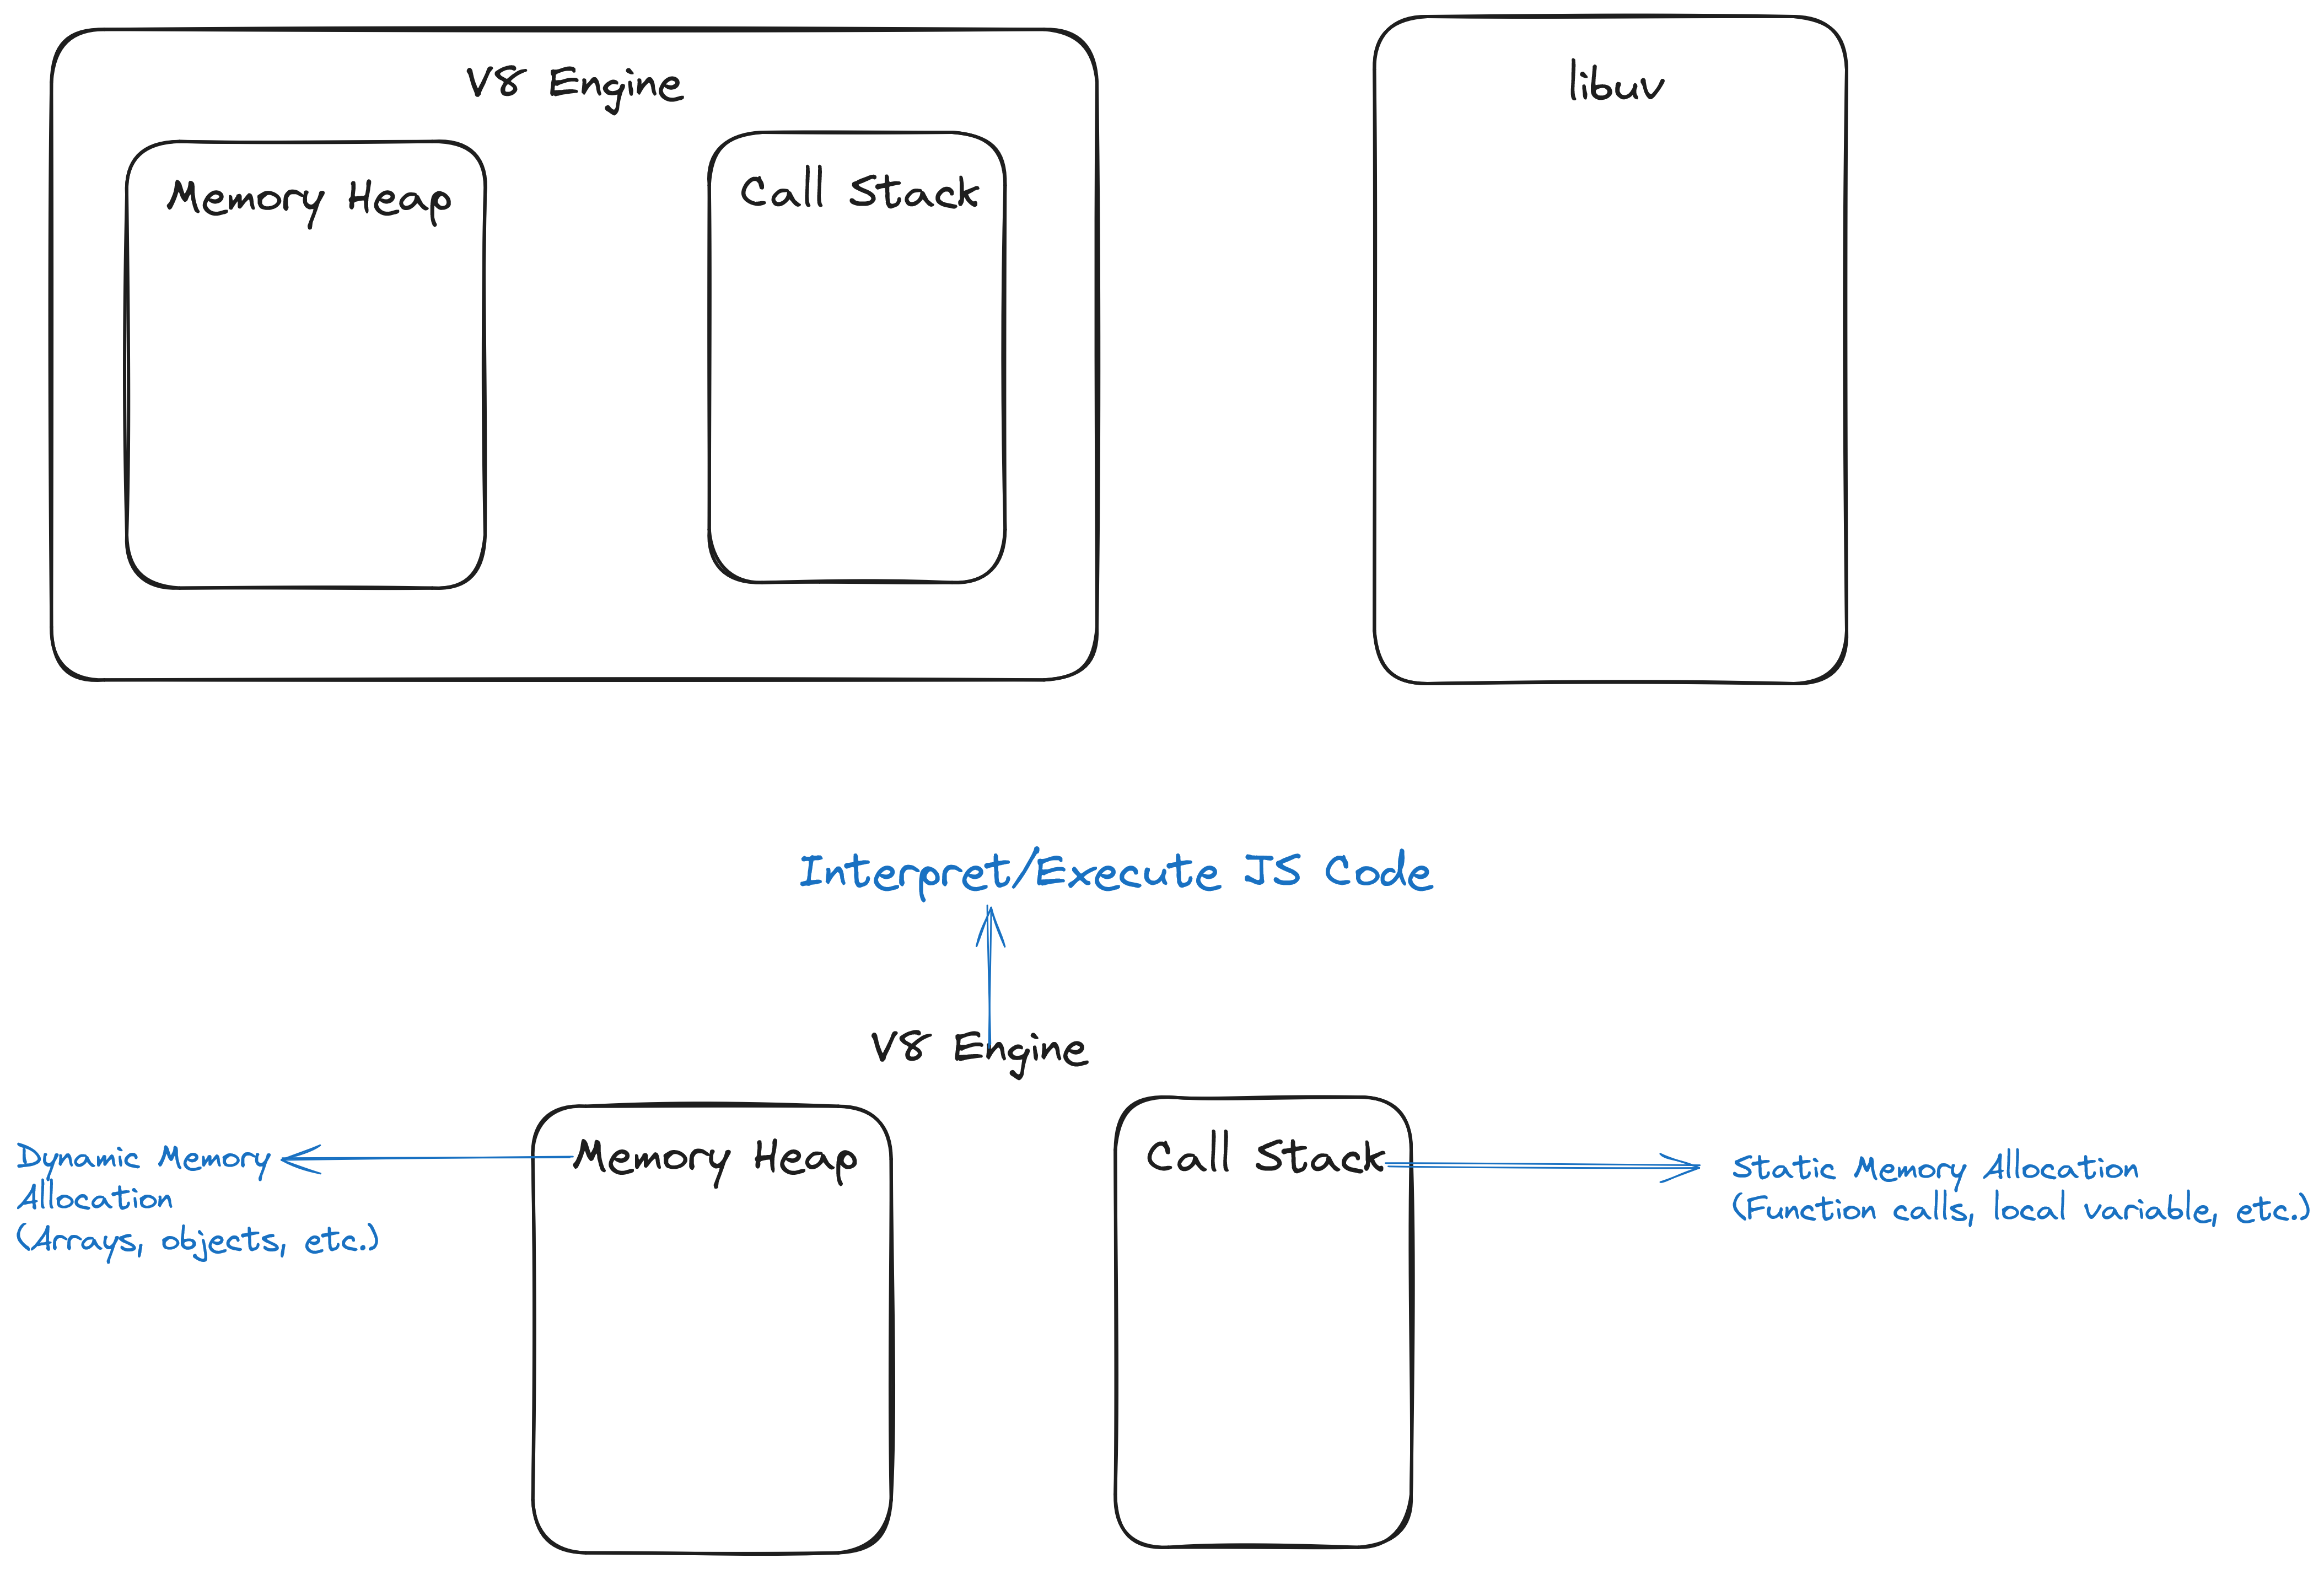 V8 Engine
Memory Heap
Call Stack
libuv
Interpret/Execute JS Code
V8 Engine
Memory Heap
Call Stack
Dynamic Memory
Allocation
(Arrays, objects, etc.)
Static Memory Allocation
(Function calls, local variable, etc.)